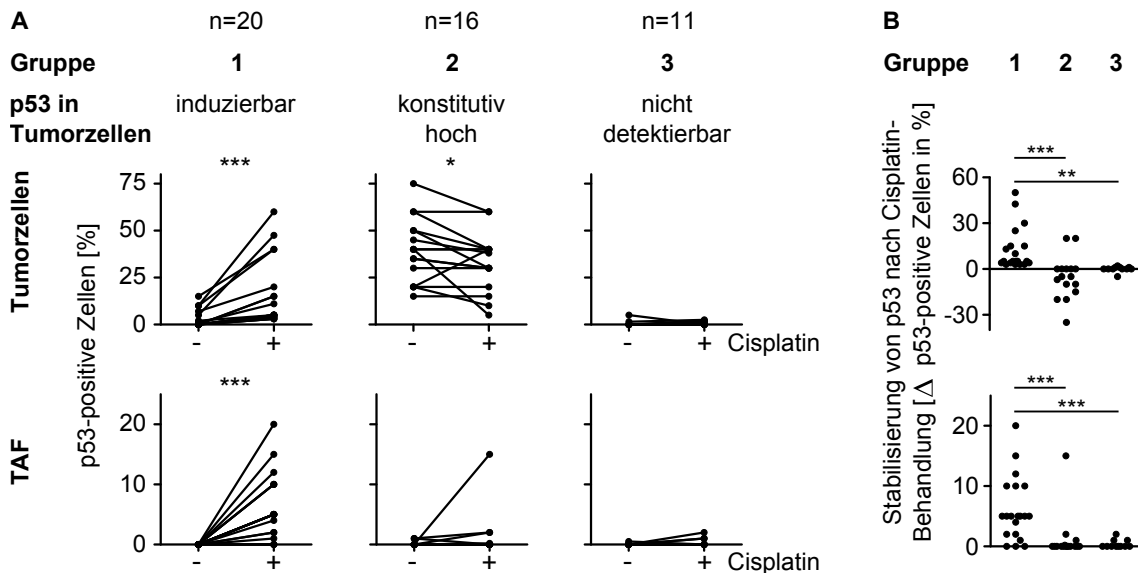 A n=20 n=16 n=11
Gruppe 1 2 3
p53 in Tumorzellen
induzierbar
konstitutiv hoch
nicht detektierbar
Tumorzellen
p53-positive Zellen [%]
***
75
50
25
0
- +
*
- +
- + Cisplatin
TAF
***
20
10
0
- +
- +
- + Cisplatin
B
Gruppe 1 2 3
Stabilisierung von p53 nach Cisplatin-
Behandlung [Δ p53-positive Zellen in %]
***
**
60
30
0
-30
***
***
20
10
0